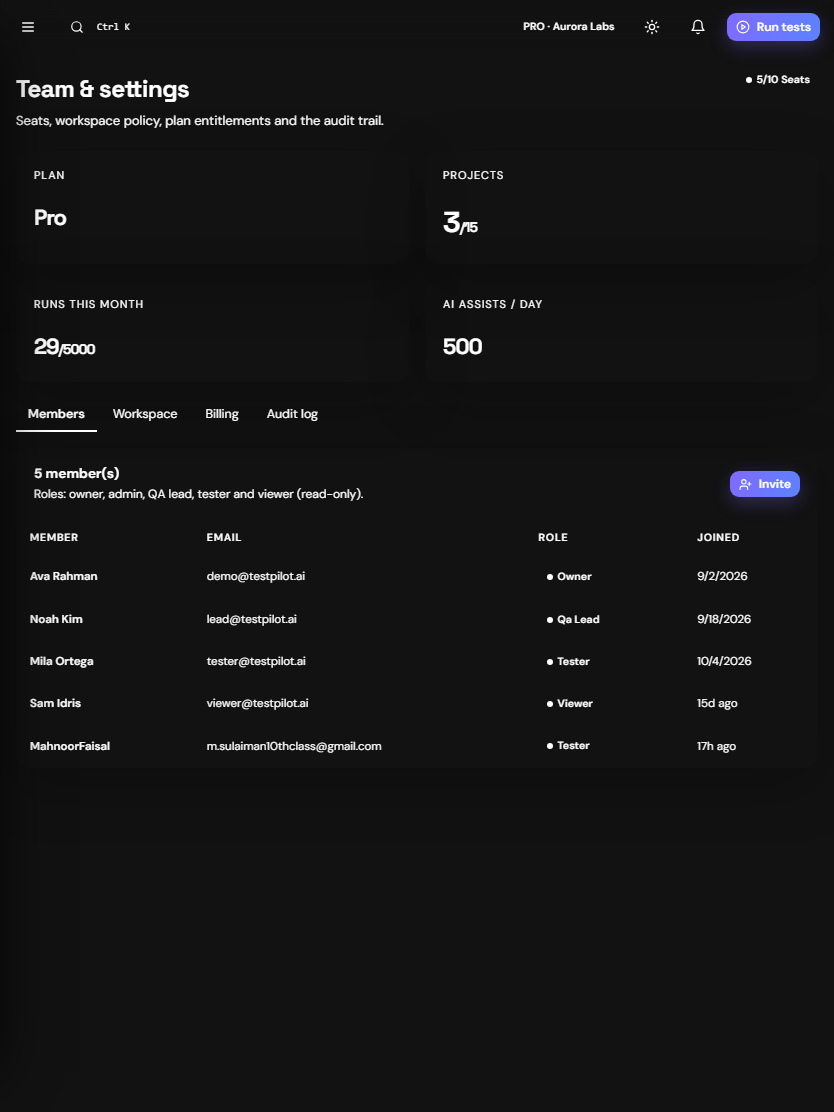 Ctrl K
PRO · Aurora Labs
Run tests
Team & settings
5/10 Seats
Seats, workspace policy, plan entitlements and the audit trail.
PLAN
Pro
PROJECTS
3/15
RUNS THIS MONTH
29/5000
AI ASSISTS / DAY
500
Members Workspace Billing Audit log
5 member(s)
Roles: owner, admin, QA lead, tester and viewer (read-only).
Invite
MEMBER EMAIL ROLE JOINED
Ava Rahman demo@testpilot.ai Owner 9/2/2026
Noah Kim lead@testpilot.ai Qa Lead 9/18/2026
Mila Ortega tester@testpilot.ai Tester 10/4/2026
Sam Idris viewer@testpilot.ai Viewer 15d ago
MahnoorFaisal m.sulaiman10thclass@gmail.com Tester 17h ago